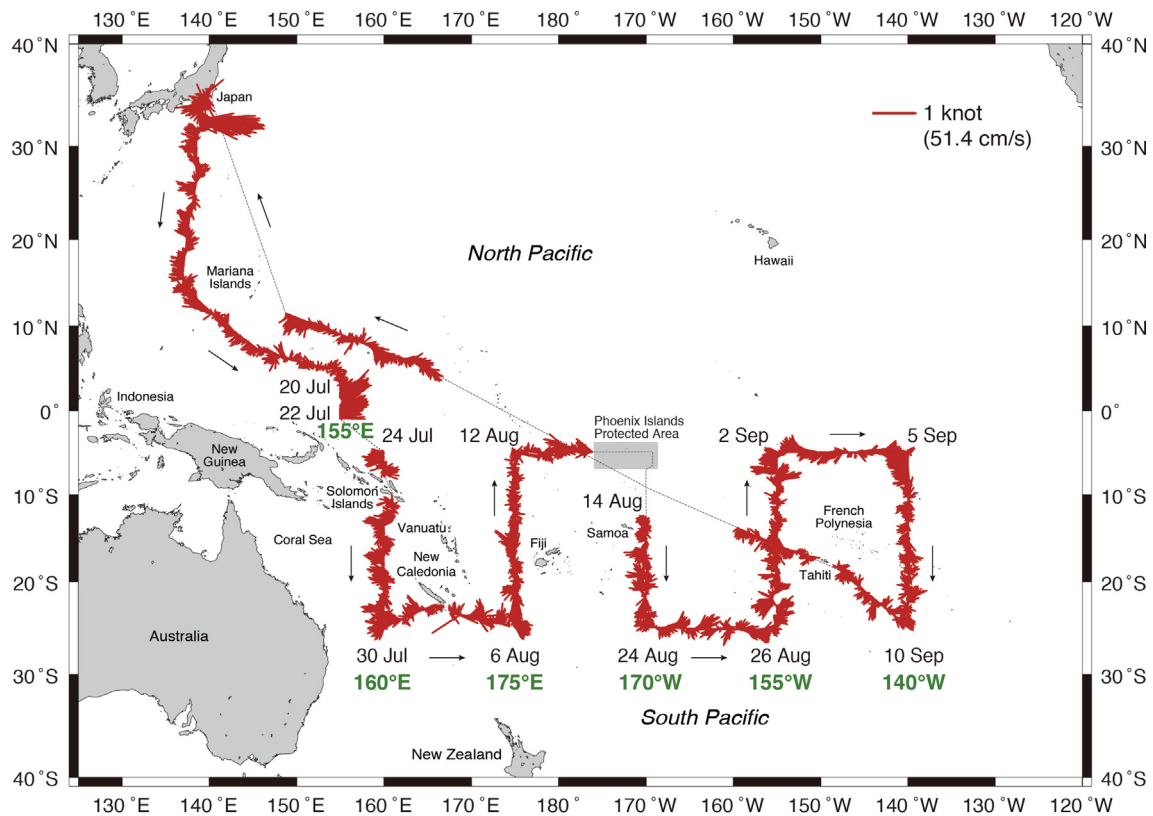 130˚E 140˚E 150˚E 160˚E 170˚E 180˚ 170˚W 160˚W 150˚W 140˚W 130˚W 120˚W
40˚N 40˚N
Japan
1 knot
(51.4 cm/s)
30˚N 30˚N
20˚N 20˚N
North Pacific
Hawaii
Mariana
Islands
10˚N 10˚N
20 Jul
Indonesia
0˚ 0˚
22 Jul
155°E
24 Jul
12 Aug
Phoenix Islands
Protected Area
2 Sep
5 Sep
New
Guinea
Solomon
Islands
10˚S 10˚S
14 Aug
Samoa
French
Polynesia
Vanuatu
Coral Sea
Fiji
New
Caledonia
Tahiti
20˚S 20˚S
Australia
30˚S 30˚S
30 Jul
6 Aug
24 Aug
26 Aug
10 Sep
160°E
175°E
170°W
155°W
140°W
South Pacific
New Zealand
40˚S 40˚S
130˚E 140˚E 150˚E 160˚E 170˚E 180˚ 170˚W 160˚W 150˚W 140˚W 130˚W 120˚W